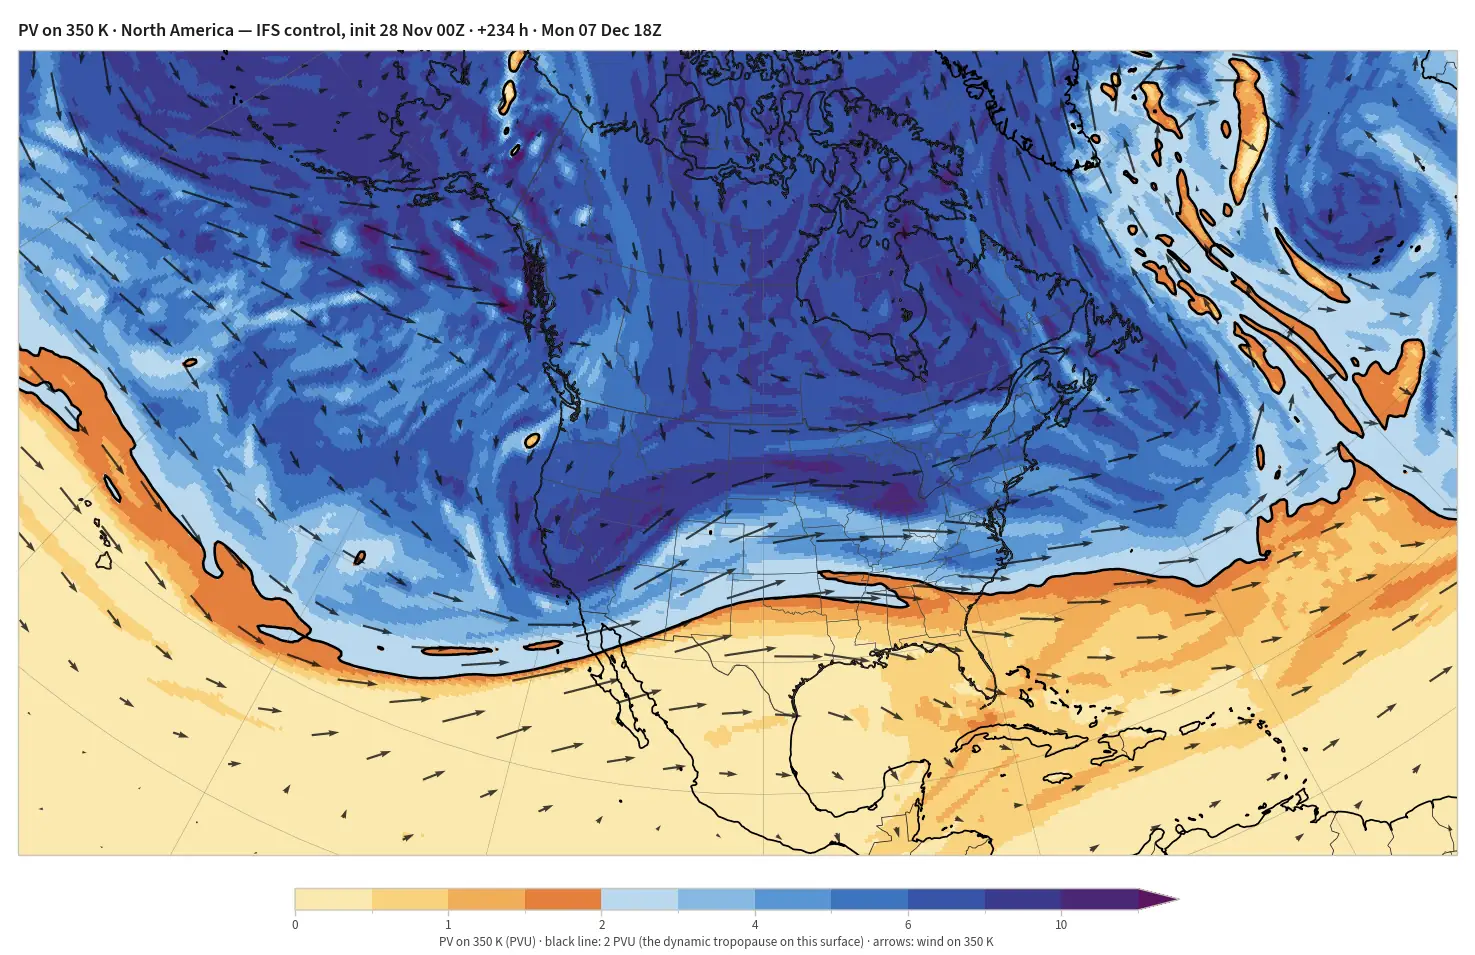 PV on 350 K · North America — IFS control, init 28 Nov 00Z · +234 h · Mon 07 Dec 18Z
0 1 2 4 6 10
PV on 350 K (PVU) · black line: 2 PVU (the dynamic tropopause on this surface) · arrows: wind on 350 K